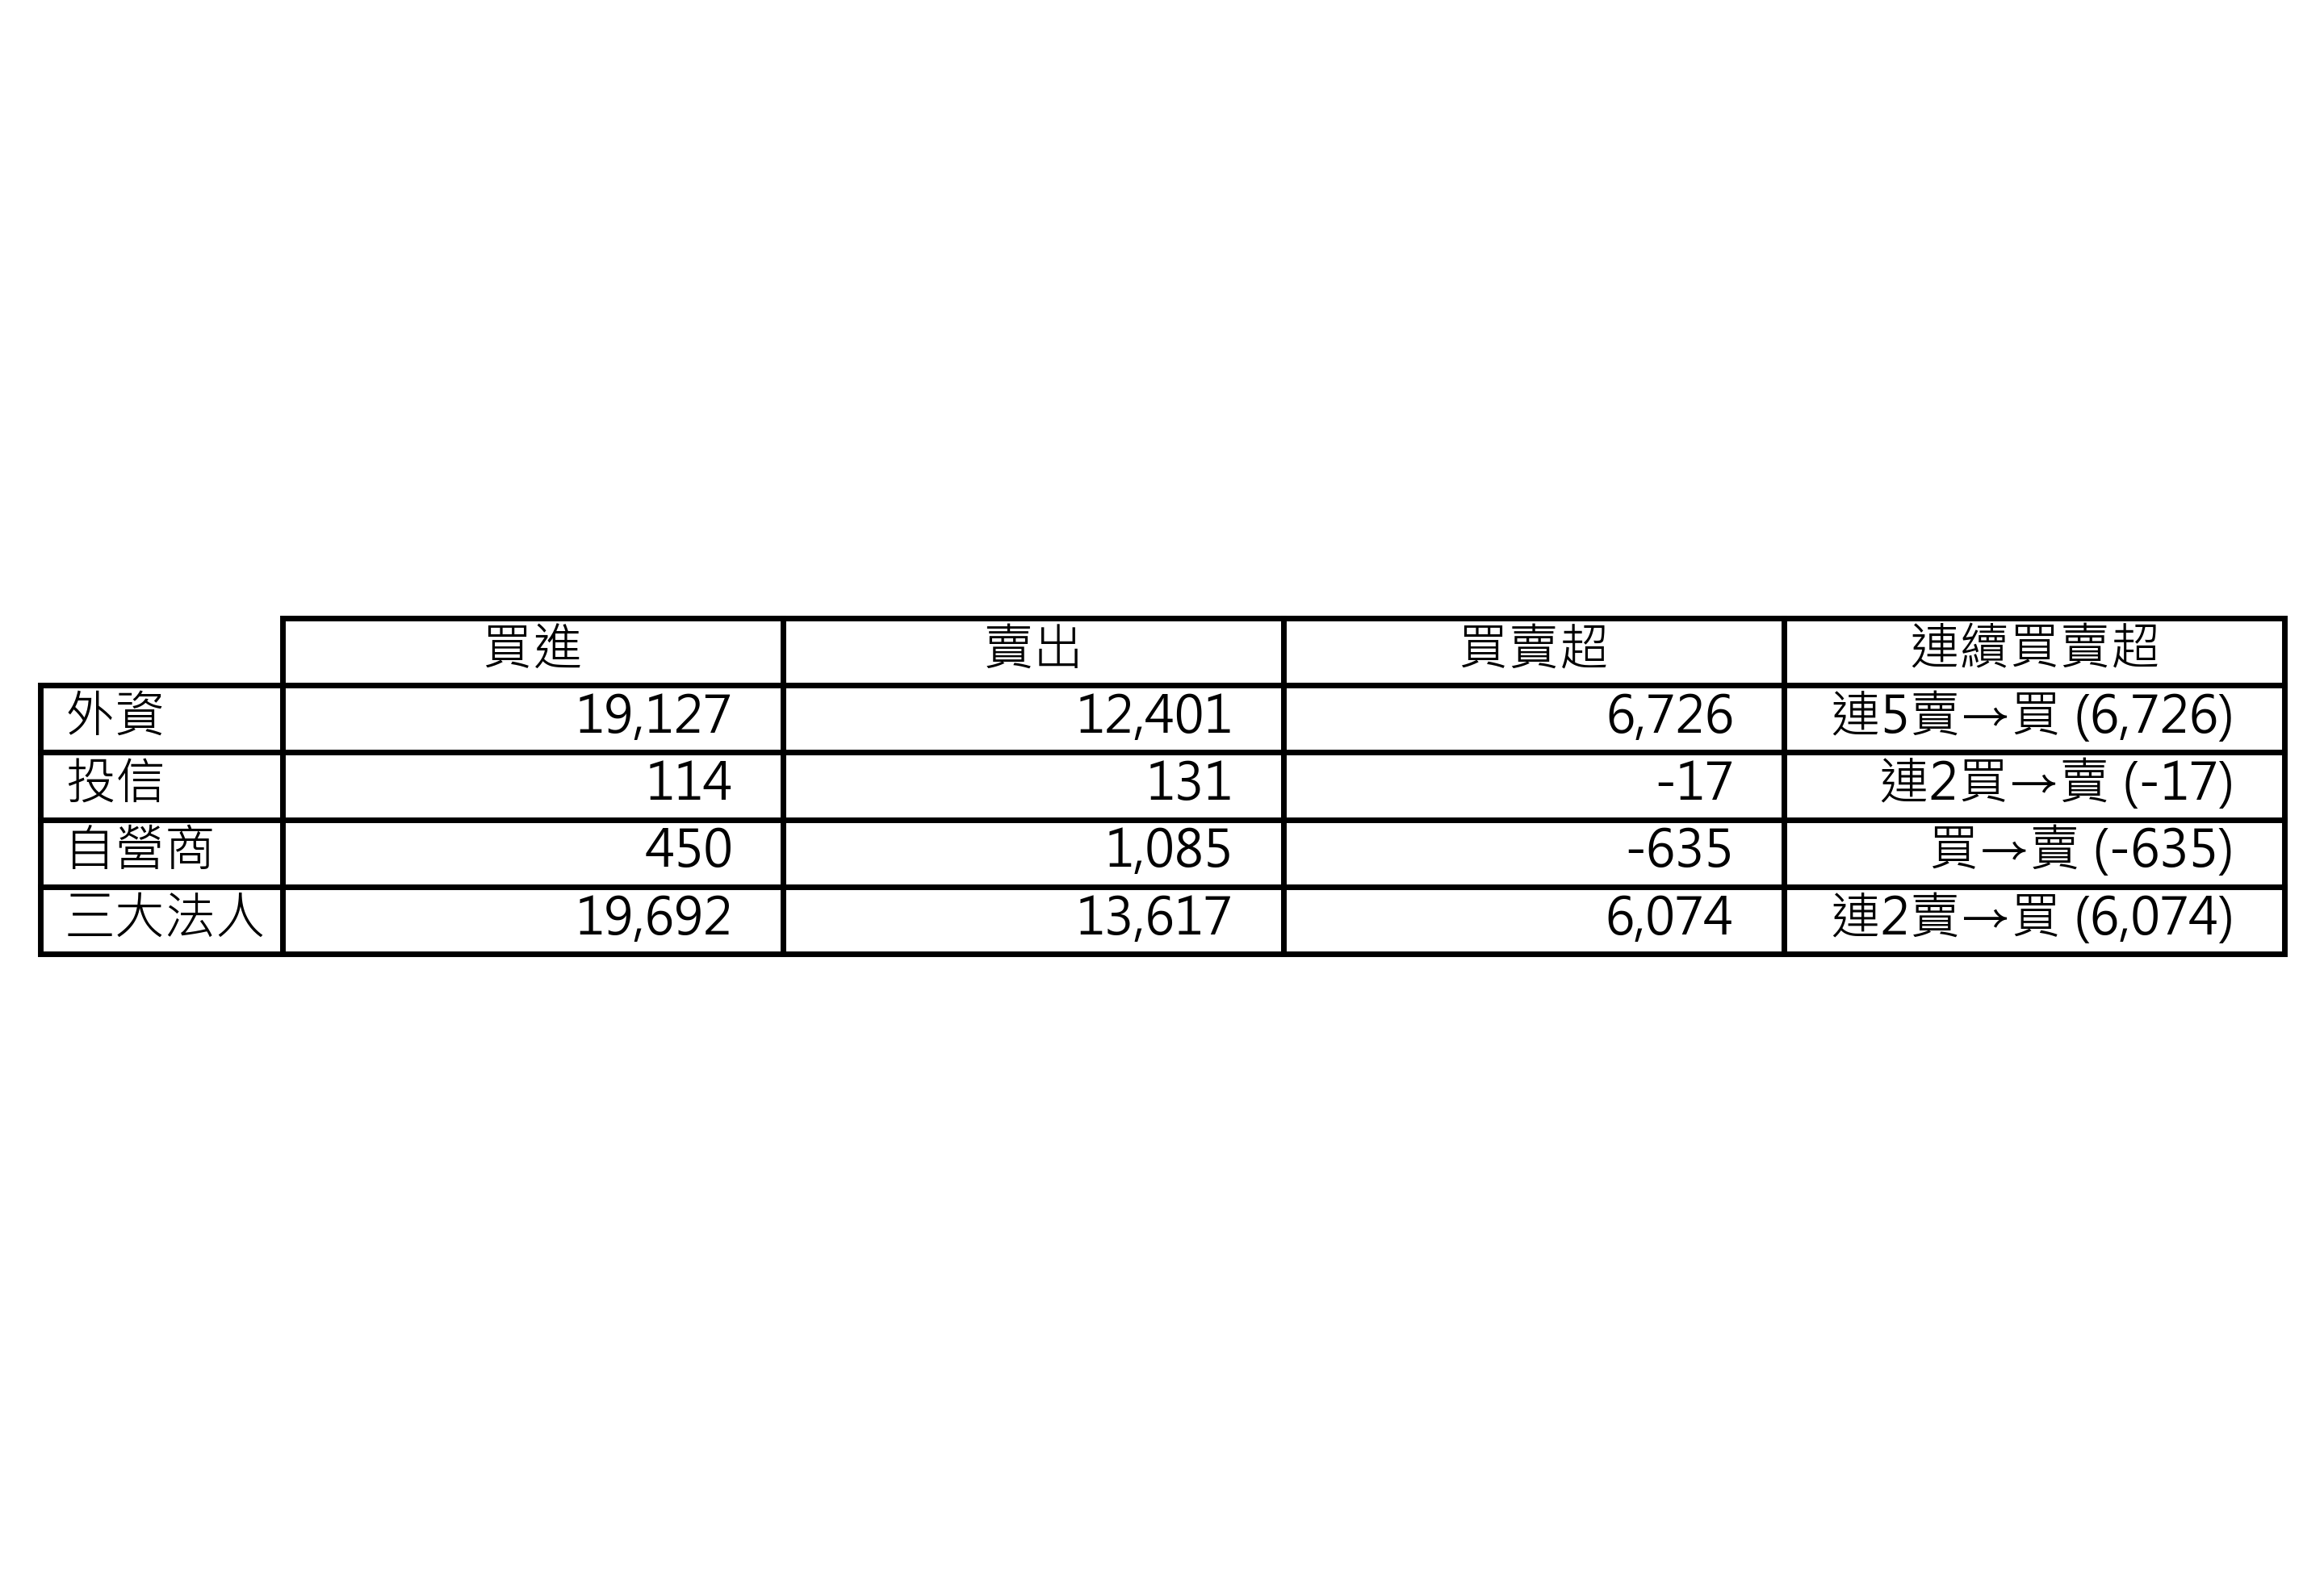 買進 賣出 買賣超 連續買賣超
外資 19,127 12,401 6,726 連5賣→買 (6,726)
投信 114 131 -17 連2買→賣 (-17)
自營商 450 1,085 -635 買→賣 (-635)
三大法人 19,692 13,617 6,074 連2賣→買 (6,074)